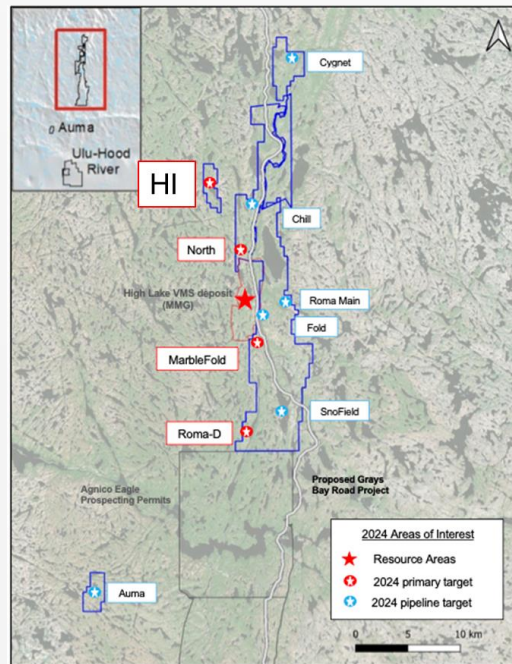 Auma
Ulu-Hood
River
Cygnet
HI
Chill
North
High Lake VMS deposit
(MMG)
Roma Main
Fold
MarbleFold
SnoField
Roma-D
Agnico Eagle
Prospecting Permits
Proposed Grays
Bay Road Project
Auma
2024 Areas of Interest
Resource Areas
2024 primary target
2024 pipeline target
0 5 10 km